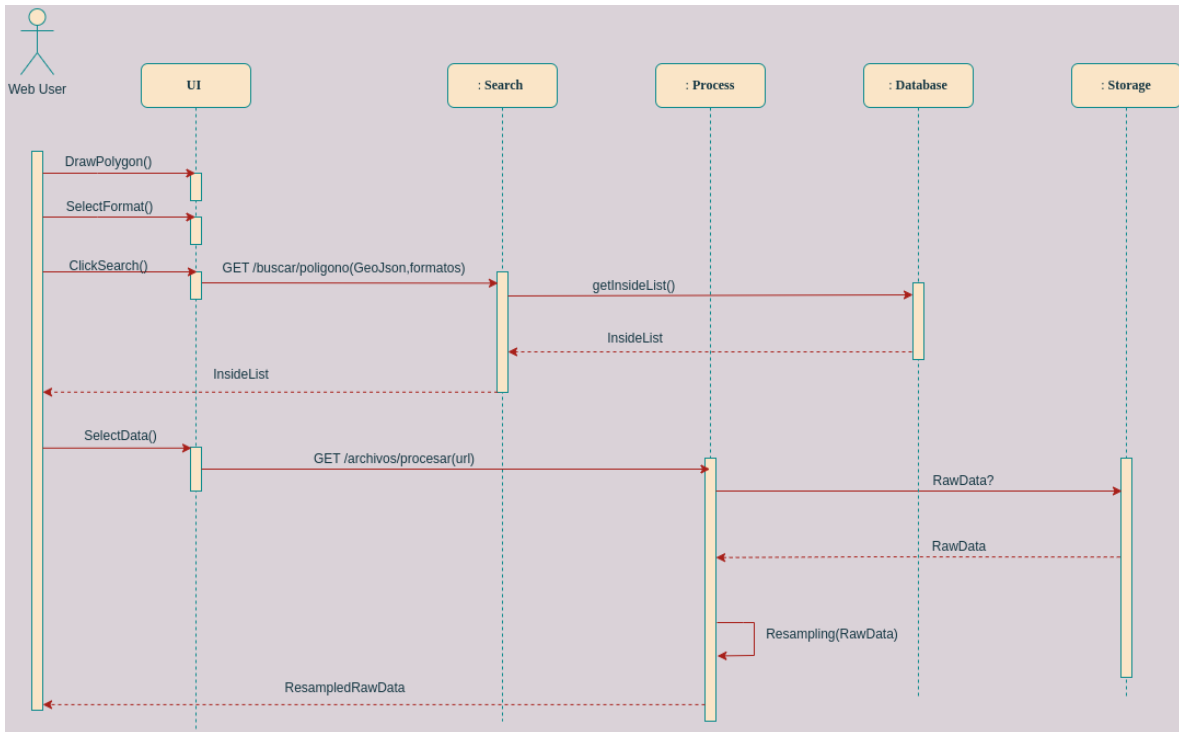 Web User
UI
: Search
: Process
: Database
: Storage
DrawPolygon()
SelectFormat()
ClickSearch()
GET /buscar/poligono(GeoJson,formatos)
getInsideList()
InsideList
InsideList
SelectData()
GET /archivos/procesar(url)
RawData?
RawData
Resampling(RawData)
ResampledRawData